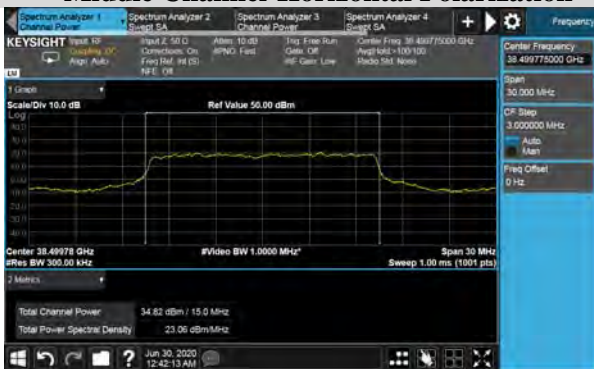 Middle Channel Horizontal Polarization
Spectrum Analyzer 1
Channel Power
Spectrum Analyzer 2
Swept SA
Spectrum Analyzer 3
Channel Power
Spectrum Analyzer 4
Swept SA
Frequency
KEYSIGHT Input: RF
Coupling: DC
Align: Auto
Input Z: 50 Ω
Corrections: On
Freq Ref: Int (S)
NFE: Off
Atten: 10 dB
#PNO: Fast
Trig: Free Run
Gate: Off
#IF Gain: Low
Center Freq: 38.499775000 GHz
Avg|Hold:>100/100
Radio Std: None
LM
Center Frequency
38.499775000 GHz
Span
30.000 MHz
CF Step
3.000000 MHz
Auto
Man
Freq Offset
0 Hz
1 Graph
Scale/Div 10.0 dB
Ref Value 50.00 dBm
Log
Center 38.49978 GHz
#Res BW 300.00 kHz
#Video BW 1.0000 MHz*
Span 30 MHz
Sweep 1.00 ms (1001 pts)
2 Metrics
Total Channel Power 34.82 dBm / 15.0 MHz
Total Power Spectral Density 23.06 dBm/MHz
Jun 30, 2020
12:42:13 AM